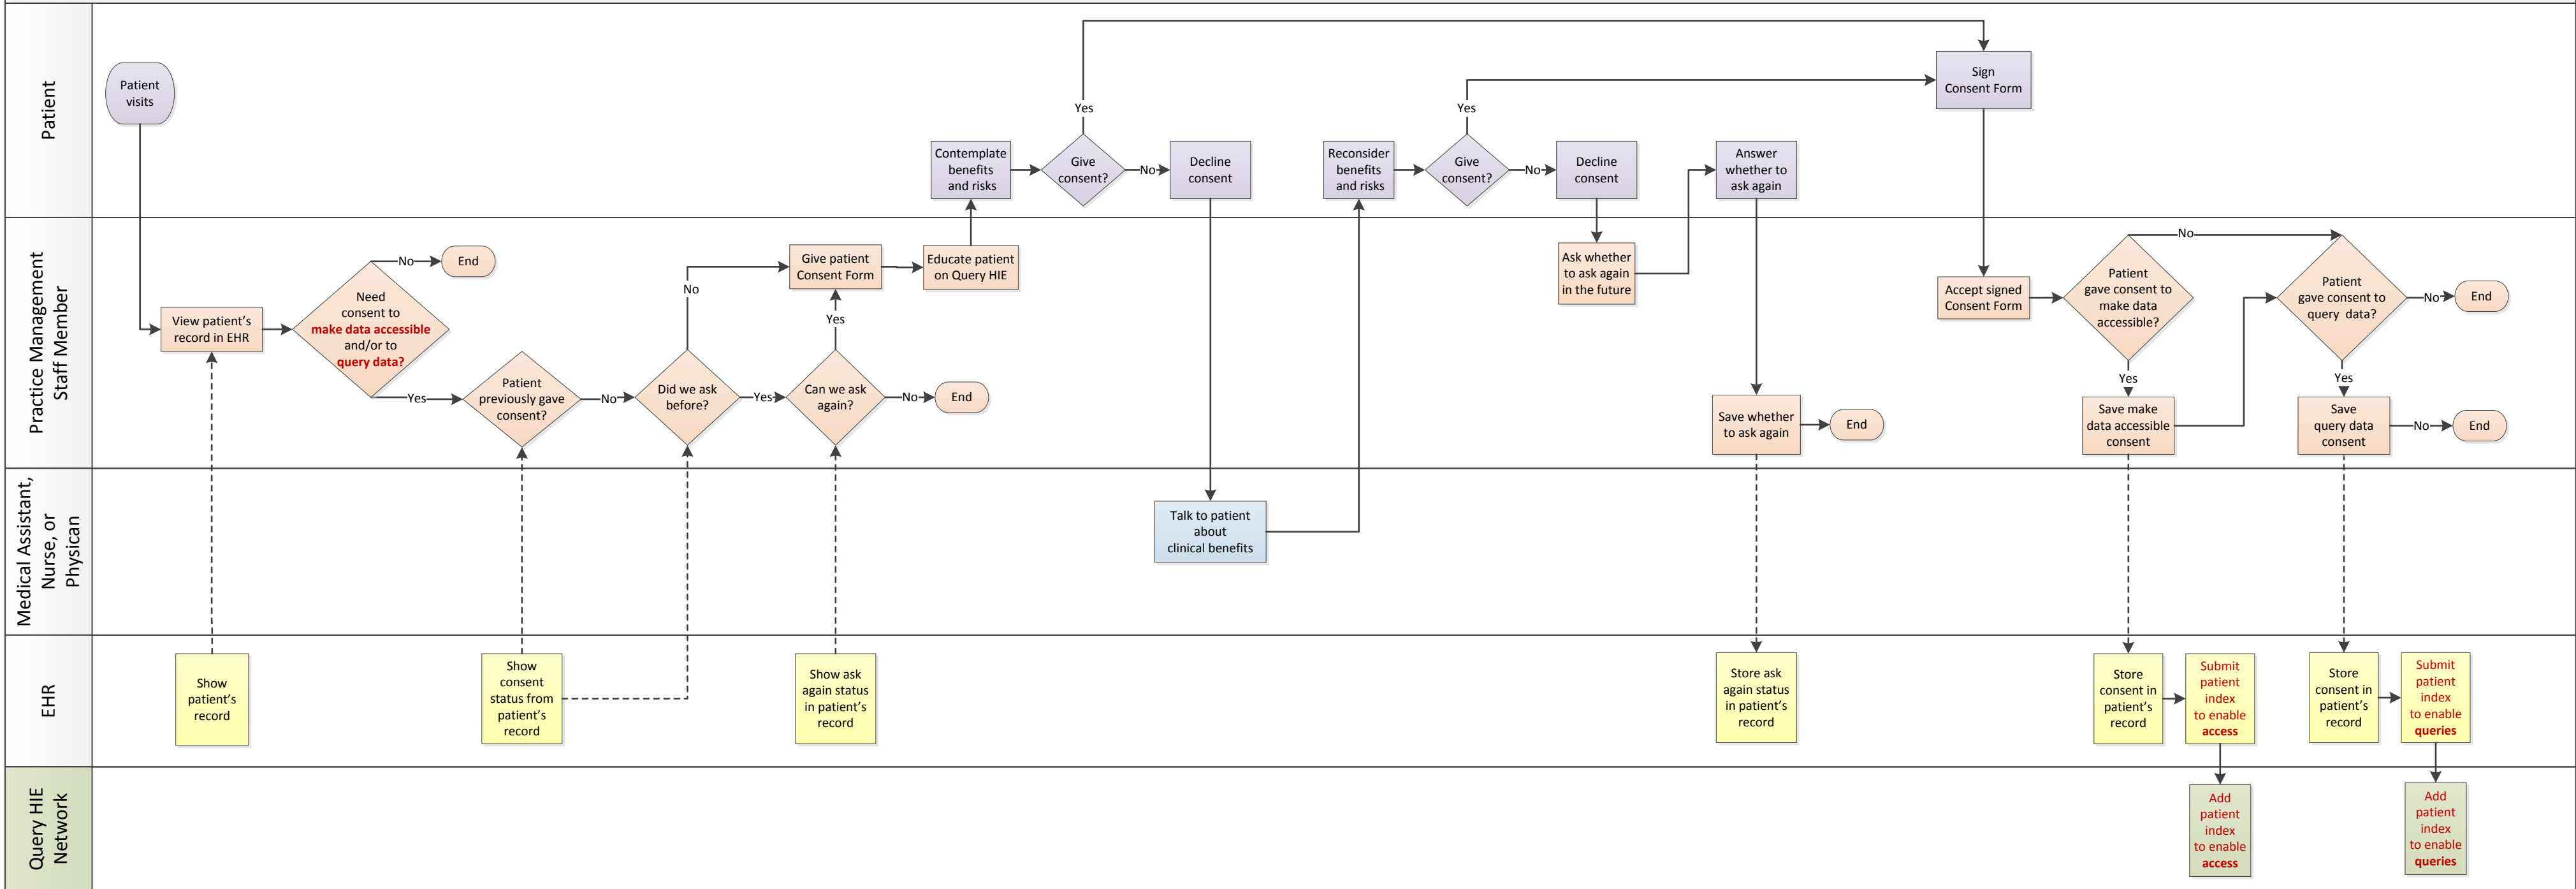 Patient
Patient
visits
Yes
Yes
Sign
Consent Form
Contemplate
benefits
and risks
Give
consent?
No
Decline
consent
Reconsider
benefits
and risks
Give
consent?
No
Decline
consent
Answer
whether to
ask again
Practice Management
Staff Member
View patient's
record in EHR
Need
consent to
make data accessible
and/or to
query data?
No
End
Yes
Patient
previously gave
consent?
No
Did we ask
before?
No
Yes
Can we ask
again?
Yes
No
End
Give patient
Consent Form
Educate patient
on Query HIE
Ask whether
to ask again
in the future
Save whether
to ask again
End
Accept signed
Consent Form
Patient
gave consent to
make data
accessible?
No
Yes
Save make
data accessible
consent
Patient
gave consent to
query data?
No
End
Yes
Save
query data
consent
No
End
Medical Assistant,
Nurse, or
Physican
Talk to patient
about
clinical benefits
EHR
Show
patient's
record
Show
consent
status from
patient's
record
Show ask
again status
in patient's
record
Store ask
again status
in patient's
record
Store
consent in
patient's
record
Submit
patient
index
to enable
access
Store
consent in
patient's
record
Submit
patient
index
to enable
queries
Query HIE
Network
Add
patient
index
to enable
access
Add
patient
index
to enable
queries